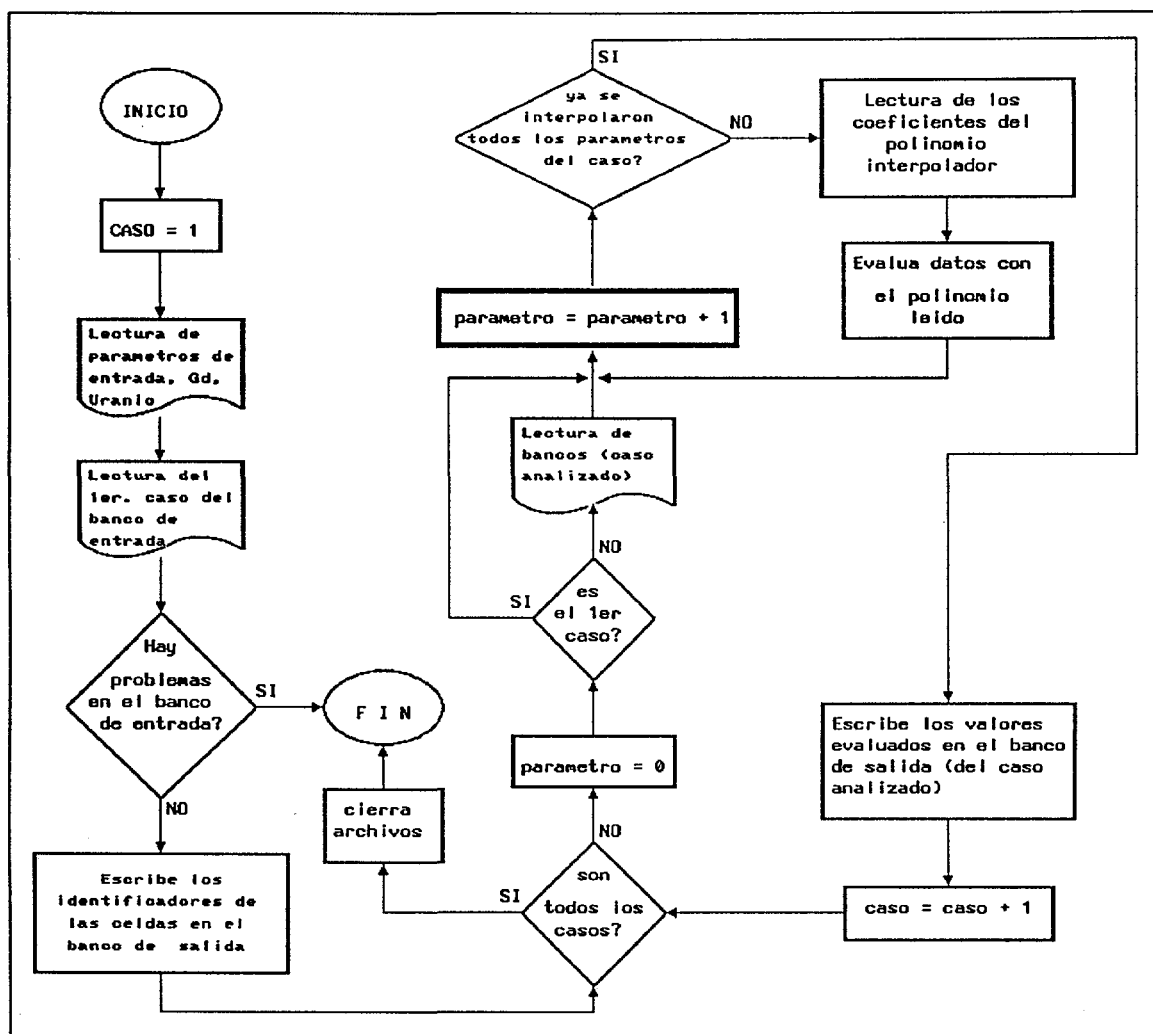 INICIO
CASO = 1
Lectura de
parametros de
entrada, Gd,
Uranio
Lectura del
1er. caso del
banco de
entrada
Hay
problemas
en el banco
de entrada?
SI
NO
Escribe los
identificadores de
las celdas en el
banco de salida
F I N
cierra
archivos
SI
son
todos los
casos?
NO
parametro = 0
es
el 1er
caso?
SI
NO
Lectura de
bancos (caso
analizado)
parametro = parametro + 1
ya se
interpolaron
todos los parametros
del caso?
SI
NO
Lectura de los
coeficientes del
polinomio
interpolador
Evalua datos con
el polinomio
leido
Escribe los valores
evaluados en el banco
de salida (del caso
analizado)
caso = caso + 1